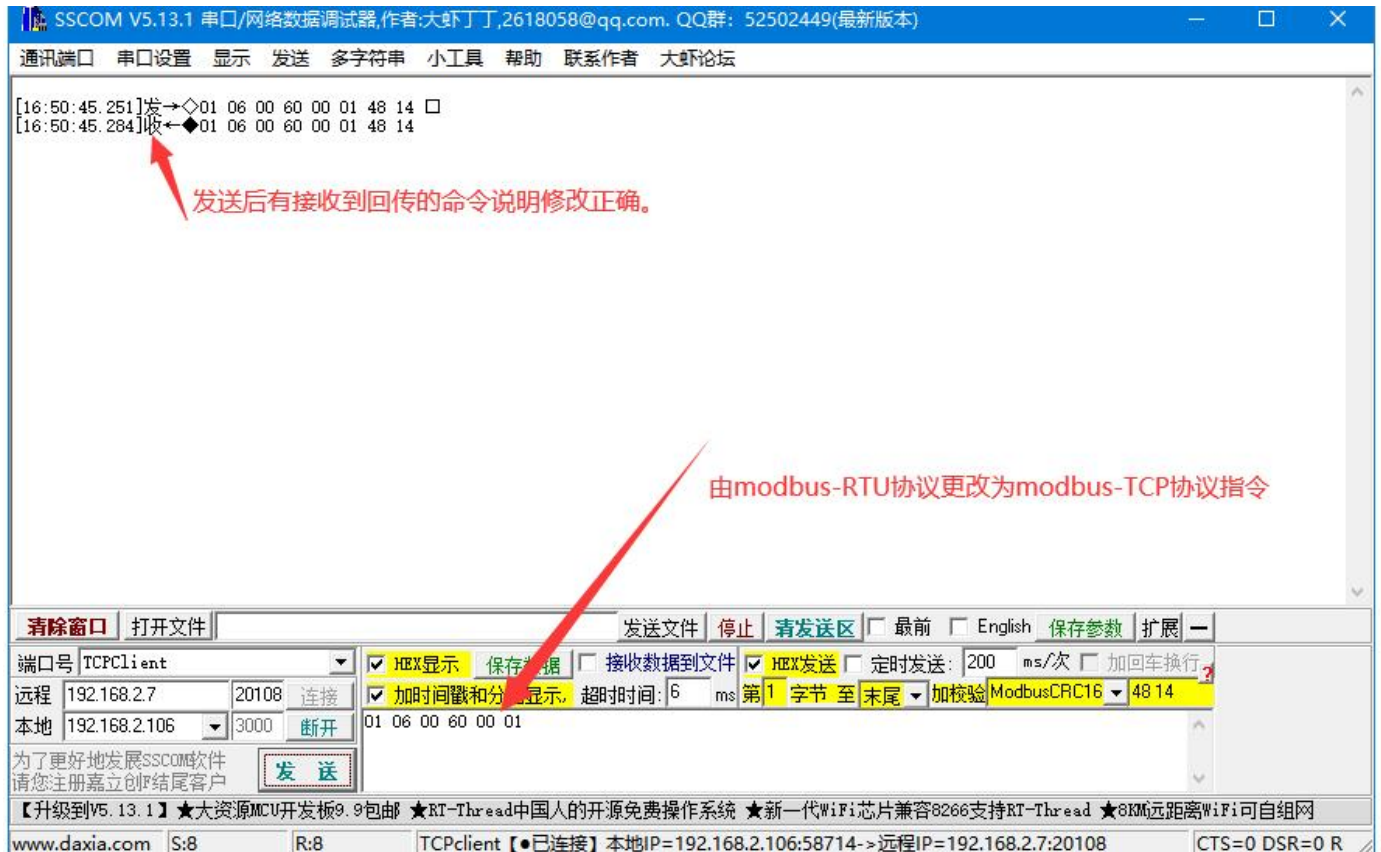 SSCOM V5.13.1 串口/网络数据调试器,作者:大虾丁丁,2618058@qq.com. QQ群: 52502449(最新版本)
通讯端口 串口设置 显示 发送 多字符串 小工具 帮助 联系作者 大虾论坛
[16:50:45.251]发→◇01 06 00 60 00 01 48 14 □
[16:50:45.284]收←◆01 06 00 60 00 01 48 14
发送后有接收到回传的命令说明修改正确。
由modbus-RTU协议更改为modbus-TCP协议指令
清除窗口 打开文件 发送文件 停止 清发送区 最前 English 保存参数 扩展 —
端口号 TCPClient HEX显示 保存数据 接收数据到文件 HEX发送 定时发送: 200 ms/次 加回车换行 ?
远程 192.168.2.7 20108 连接 加时间戳和分包显示, 超时时间: 6 ms 第 1 字节 至 末尾 加校验 ModbusCRC16 48 14
本地 192.168.2.106 3000 断开 01 06 00 60 00 01
为了更好地发展SSCOM软件
请您注册嘉立创F结尾客户
发 送
【升级到V5.13.1】★大资源MCU开发板9.9包邮 ★RT-Thread中国人的开源免费操作系统 ★新一代WiFi芯片兼容8266支持RT-Thread ★8KM远距离WiFi可自组网
www.daxia.com S:8 R:8 TCPclient【●已连接】本地IP=192.168.2.106:58714->远程IP=192.168.2.7:20108 CTS=0 DSR=0 R